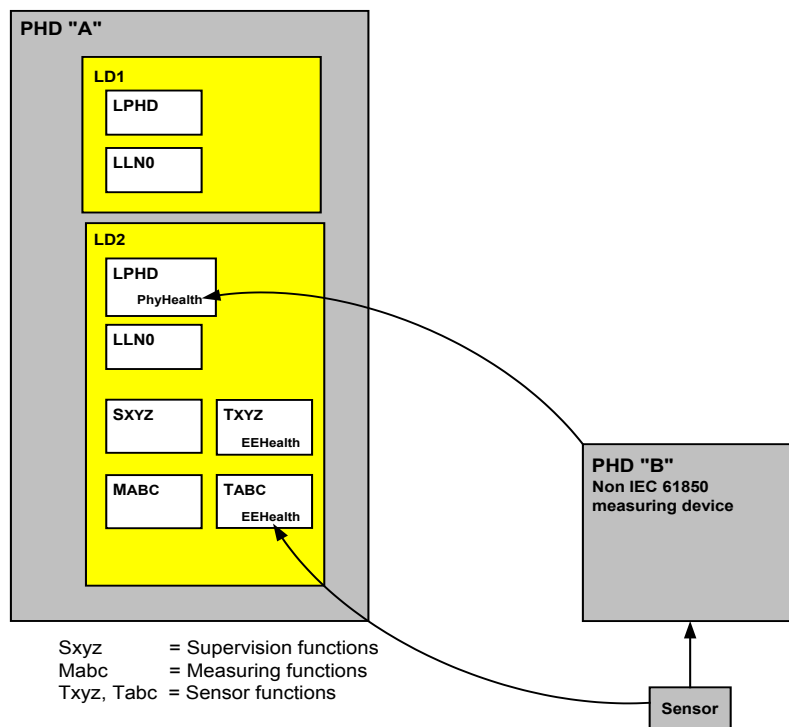 PHD "A"
LD1
LPHD
LLN0
LD2
LPHD
PhyHealth
LLN0
SXYZ
TXYZ
EEHealth
MABC
TABC
EEHealth
PHD "B"
Non IEC 61850
measuring device
Sensor
Sxyz = Supervision functions
Mabc = Measuring functions
Txyz, Tabc = Sensor functions